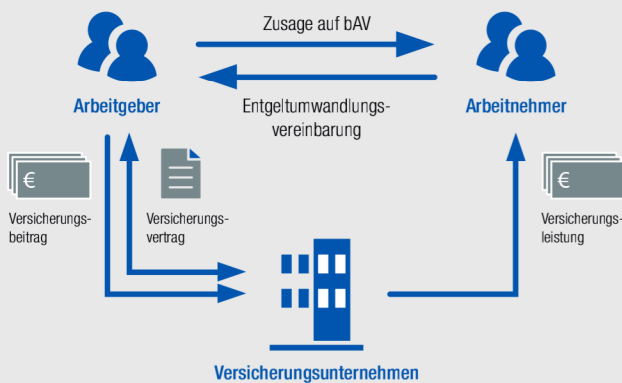 Zusage auf bAV
Arbeitgeber
Entgeltumwandlungs-
vereinbarung
Arbeitnehmer
€
Versicherungs-
beitrag
Versicherungs-
vertrag
€
Versicherungs-
leistung
Versicherungsunternehmen